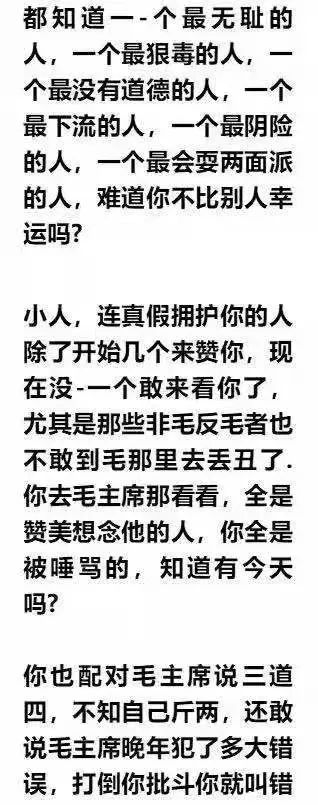 都知道一-个最无耻的
人，一个最狠毒的人，一
个最没有道德的人，一个
最下流的人，一个最阴险
的人，一个最会耍两面派
的人，难道你不比别人幸
运吗?
小人，连真假拥护你的人
除了开始几个来赞你，现
在没-一个敢来看你了，
尤其是那些非毛反毛者也
不敢到毛那里去丢丑了.
你去毛主席那看看，全是
赞美想念他的人，你全是
被唾骂的，知道有今天
吗?
你也配对毛主席说三道
四，不知自己斤两，还敢
说毛主席晚年犯了多大错
误，打倒你批斗你就叫错